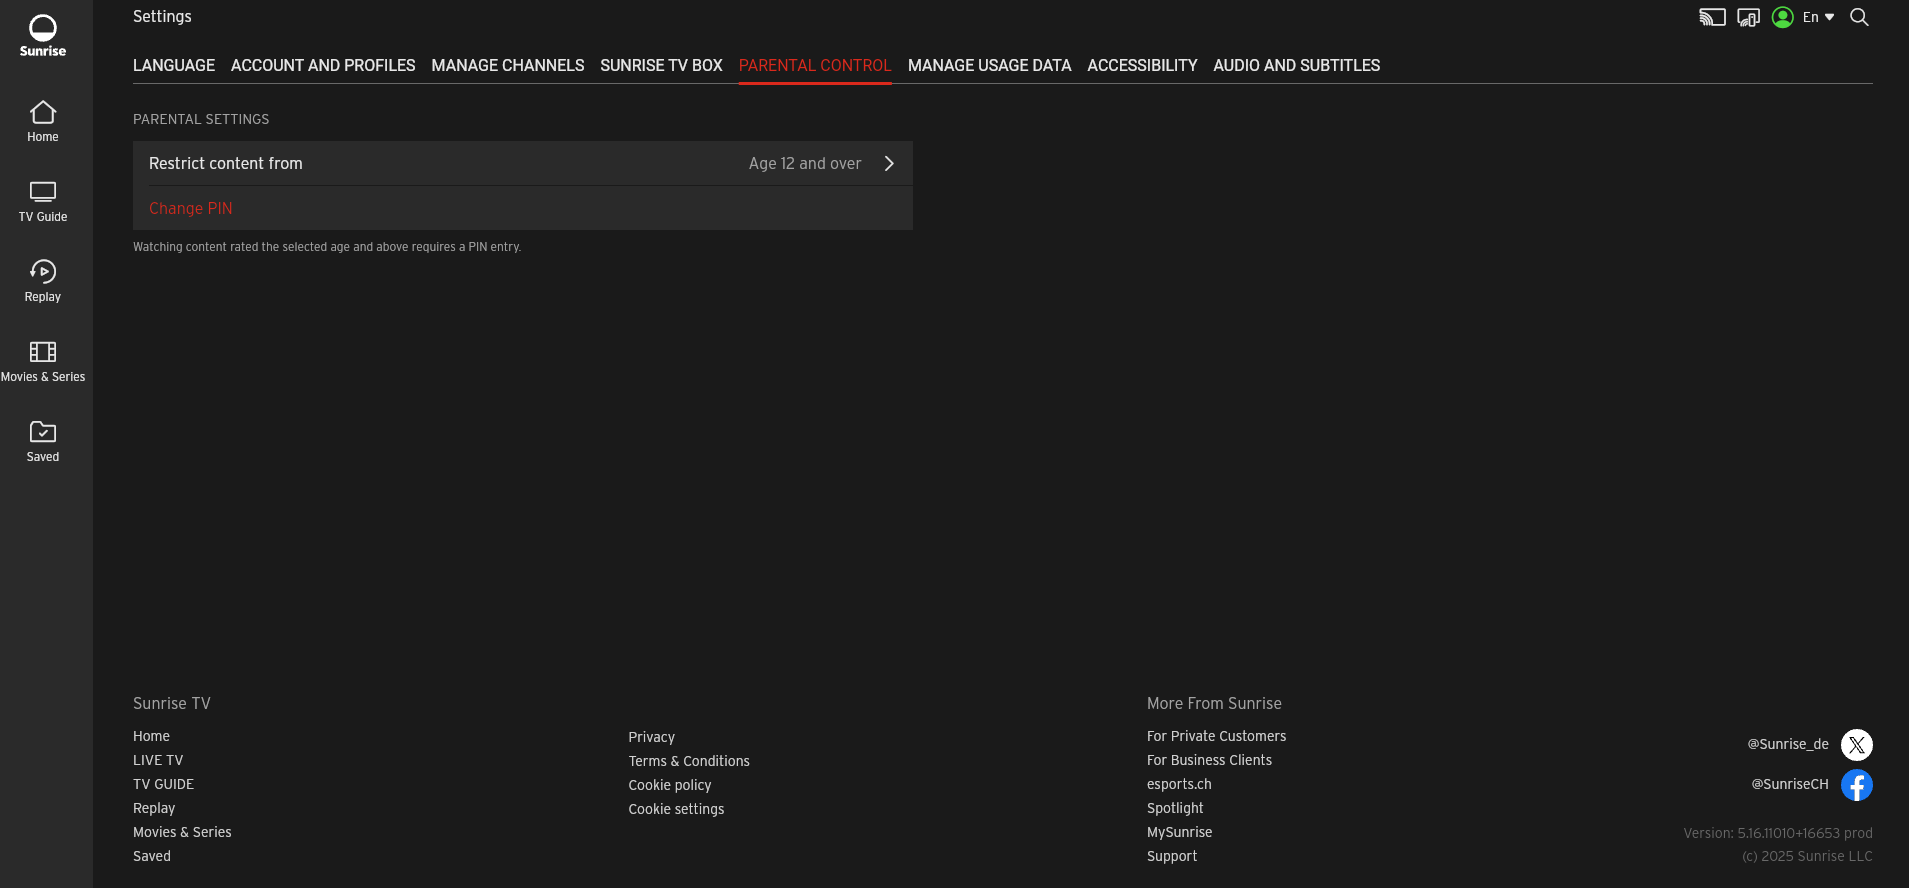 Sunrise
Settings
En
LANGUAGE ACCOUNT AND PROFILES MANAGE CHANNELS SUNRISE TV BOX PARENTAL CONTROL MANAGE USAGE DATA ACCESSIBILITY AUDIO AND SUBTITLES
Home
TV Guide
Replay
Movies & Series
Saved
PARENTAL SETTINGS
Restrict content from Age 12 and over
Change PIN
Watching content rated the selected age and above requires a PIN entry.
Sunrise TV
Home
LIVE TV
TV GUIDE
Replay
Movies & Series
Saved
Privacy
Terms & Conditions
Cookie policy
Cookie settings
More From Sunrise
For Private Customers
For Business Clients
esports.ch
Spotlight
MySunrise
Support
@Sunrise_de
@SunriseCH
Version: 5.16.11010+16653 prod
(c) 2025 Sunrise LLC